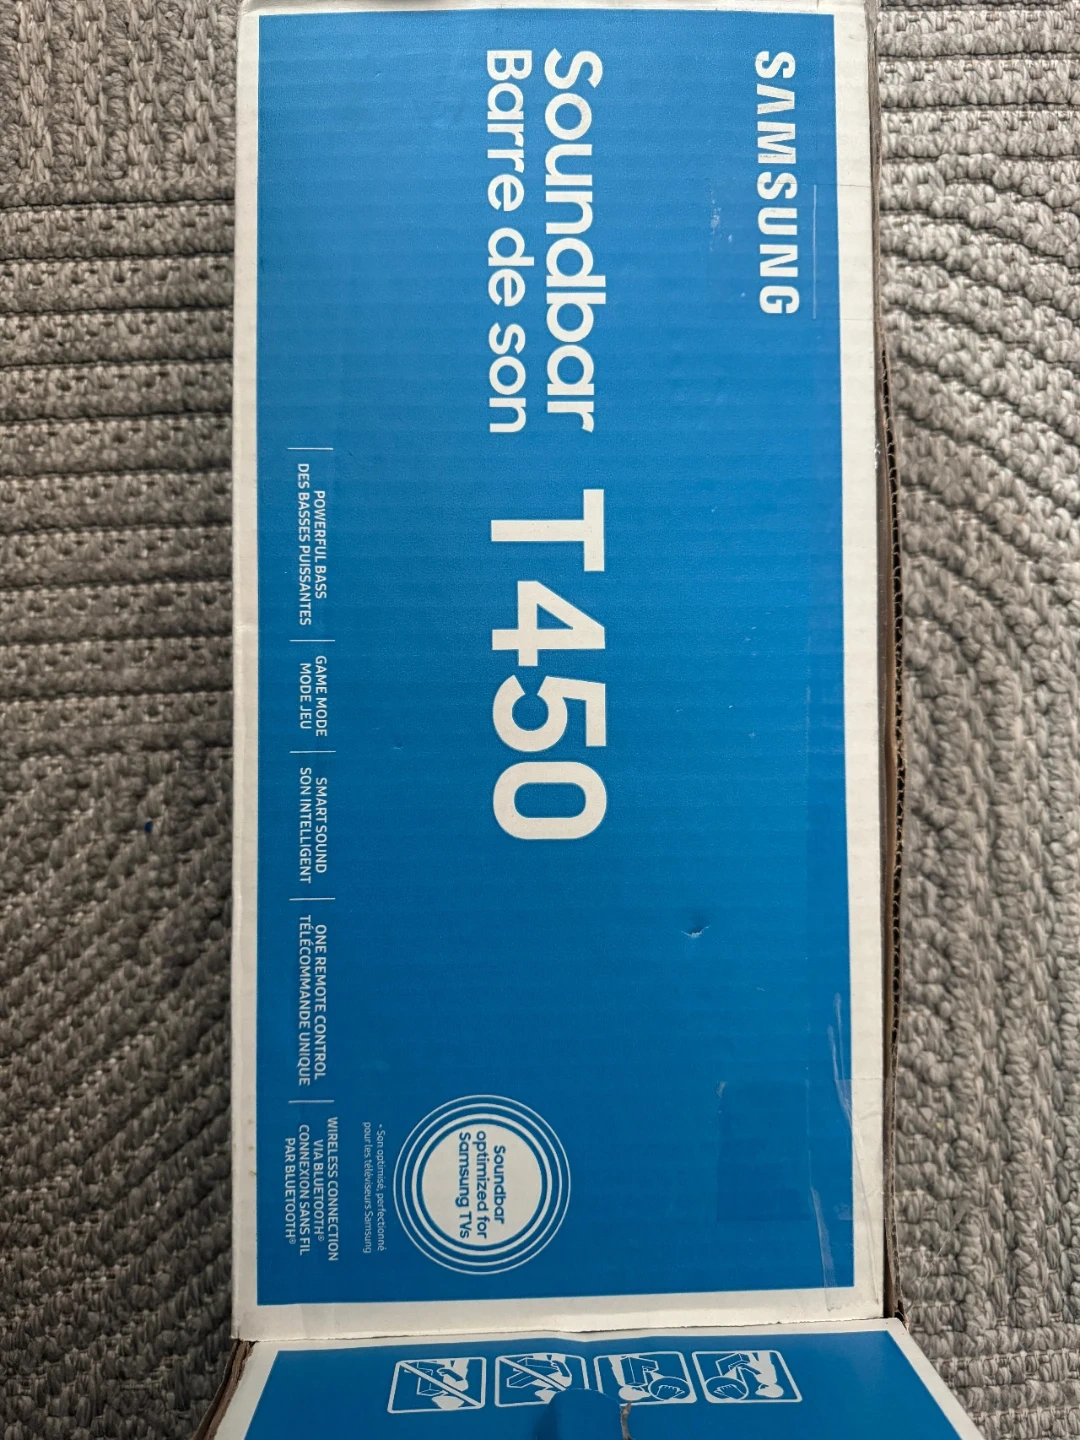 SAMSUNG
Soundbar
Barre de son
T450
POWERFUL BASS
DES BASSES PUISSANTES
GAME MODE
MODE JEU
SMART SOUND
SON INTELLIGENT
ONE REMOTE CONTROL
TÉLÉCOMMANDE UNIQUE
WIRELESS CONNECTION
VIA BLUETOOTH®
CONNEXION SANS FIL
PAR BLUETOOTH®
Soundbar
optimized for
Samsung TVs
• Son optimisé, perfectionné
pour les téléviseurs Samsung